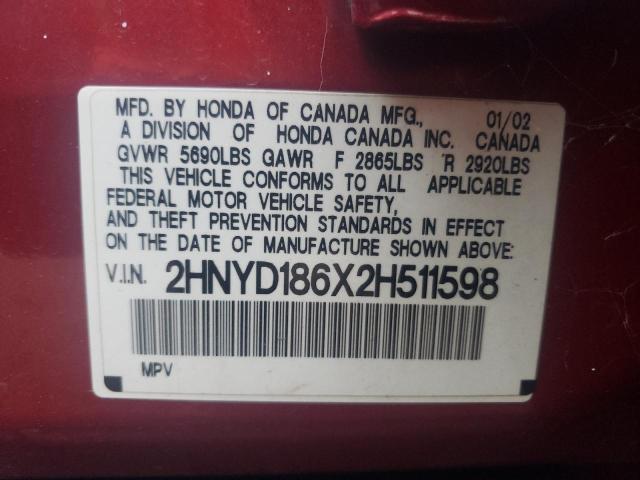 MFD. BY HONDA OF CANADA MFG., 01/02
A DIVISION OF HONDA CANADA INC. CANADA
GVWR 5690LBS GAWR F 2865LBS R 2920LBS
THIS VEHICLE CONFORMS TO ALL APPLICABLE
FEDERAL MOTOR VEHICLE SAFETY,
AND THEFT PREVENTION STANDARDS IN EFFECT
ON THE DATE OF MANUFACTURE SHOWN ABOVE:
V.I.N. 2HNYD186X2H511598
MPV